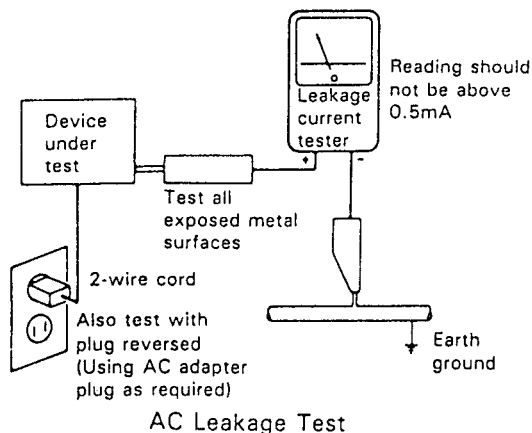 Device
under
test
Leakage
current
tester
+ -
Reading should
not be above
0.5mA
Test all
exposed metal
surfaces
2-wire cord
Also test with
plug reversed
(Using AC adapter
plug as required)
Earth
ground
AC Leakage Test